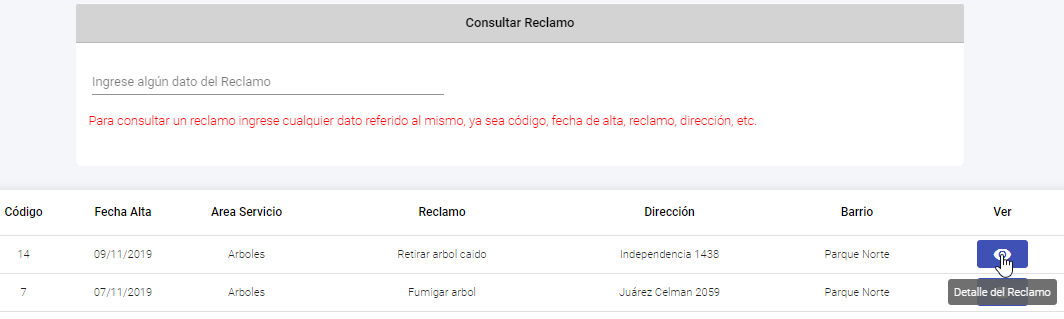 Consultar Reclamo
Ingrese algún dato del Reclamo
Para consultar un reclamo ingrese cualquier dato referido al mismo, ya sea código, fecha de alta, reclamo, dirección, etc.
Código Fecha Alta Area Servicio Reclamo Dirección Barrio Ver
14 09/11/2019 Arboles Retirar arbol caido Independencia 1438 Parque Norte
7 07/11/2019 Arboles Fumigar arbol Juárez Celman 2059 Parque Norte
Detalle del Reclamo